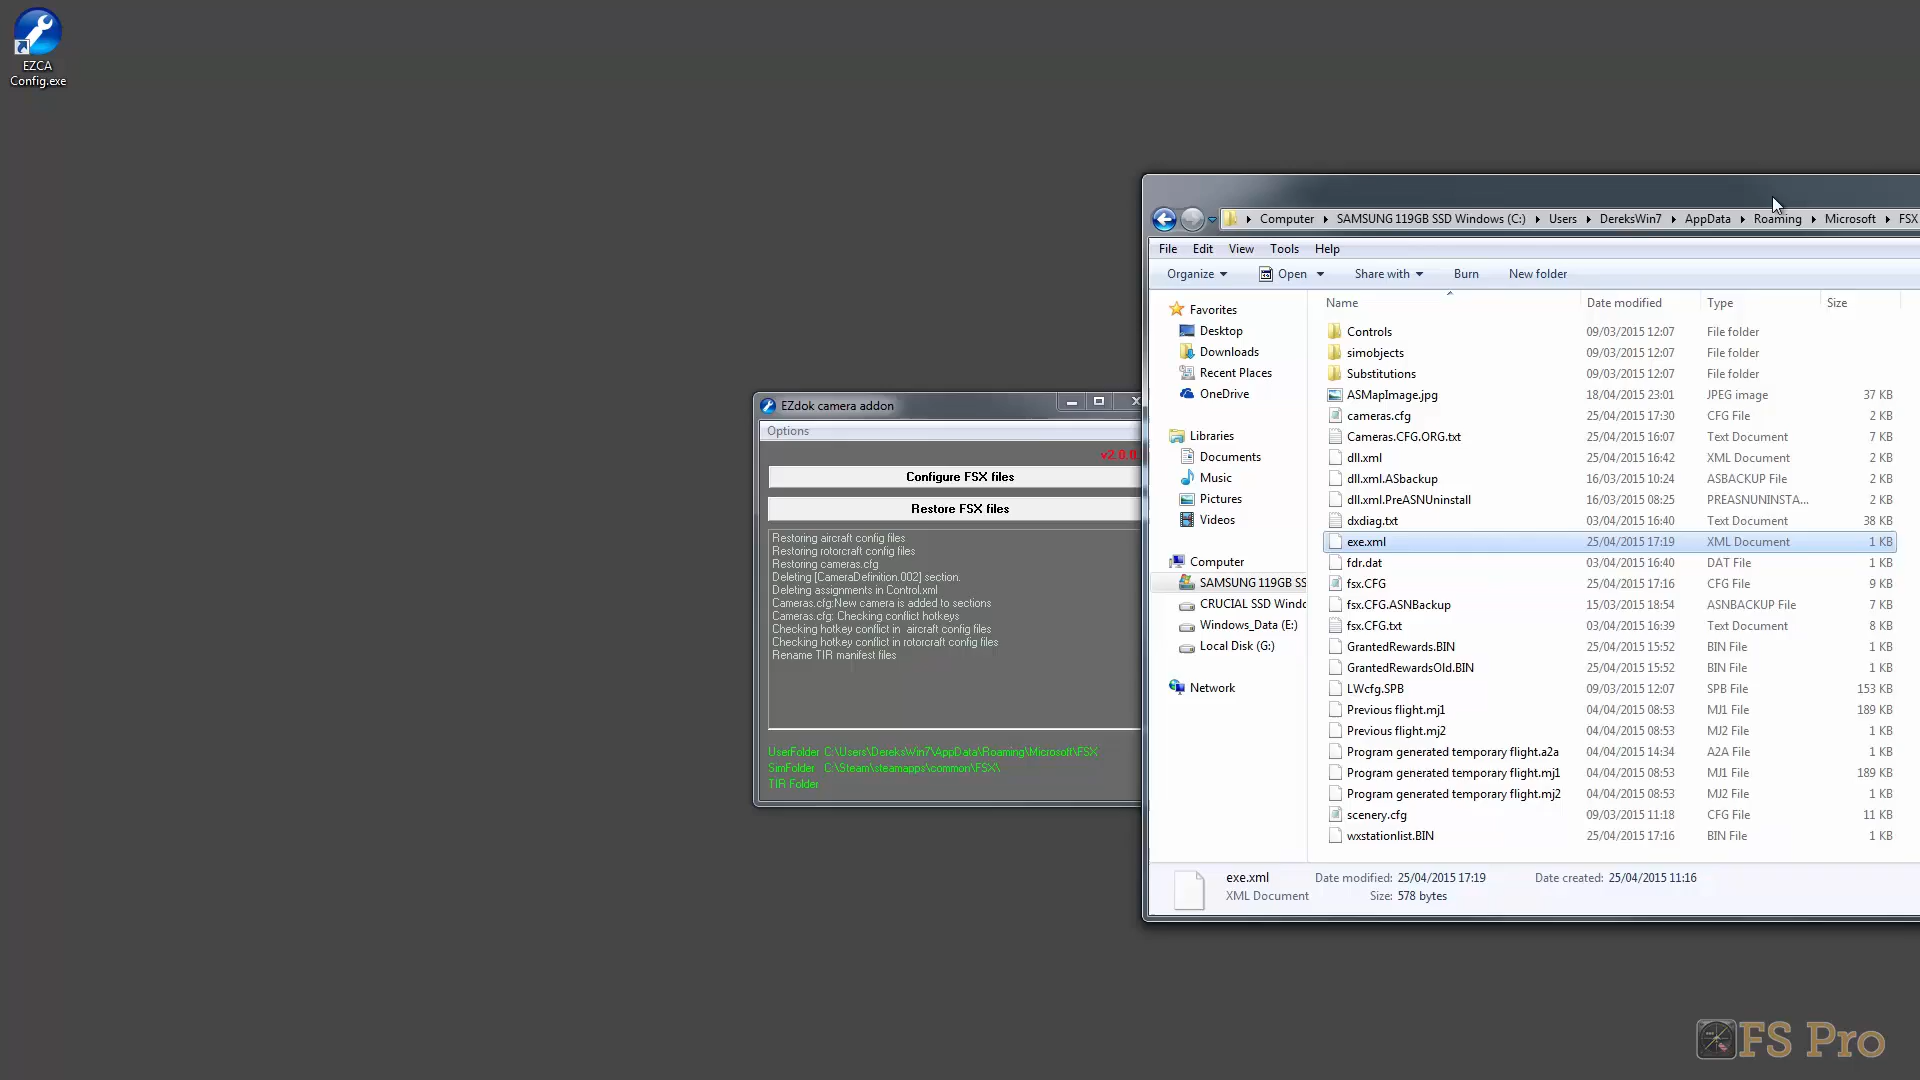 EZCA
Config.exe
Computer SAMSUNG 119GB SSD Windows (C:) Users DereksWin7 AppData Roaming Microsoft FSX
File Edit View Tools Help
Organize Open Share with Burn New folder
Name Date modified Type Size
Favorites
Desktop
Downloads
Recent Places
OneDrive
Libraries
Documents
Music
Pictures
Videos
Computer
SAMSUNG 119GB SS
CRUCIAL SSD Windo
Windows_Data (E:)
Local Disk (G:)
Network
Controls 09/03/2015 12:07 File folder
simobjects 09/03/2015 12:07 File folder
Substitutions 09/03/2015 12:07 File folder
ASMapImage.jpg 18/04/2015 23:01 JPEG image 37 KB
cameras.cfg 25/04/2015 17:30 CFG File 2 KB
Cameras.CFG.ORG.txt 25/04/2015 16:07 Text Document 7 KB
dll.xml 25/04/2015 16:42 XML Document 2 KB
dll.xml.ASbackup 16/03/2015 10:24 ASBACKUP File 2 KB
dll.xml.PreASNUninstall 16/03/2015 08:25 PREASNUNINSTA... 2 KB
dxdiag.txt 03/04/2015 16:40 Text Document 38 KB
exe.xml 25/04/2015 17:19 XML Document 1 KB
fdr.dat 03/04/2015 16:40 DAT File 1 KB
fsx.CFG 25/04/2015 17:16 CFG File 9 KB
fsx.CFG.ASNBackup 15/03/2015 18:54 ASNBACKUP File 7 KB
fsx.CFG.txt 03/04/2015 16:39 Text Document 8 KB
GrantedRewards.BIN 25/04/2015 15:52 BIN File 1 KB
GrantedRewardsOld.BIN 25/04/2015 15:52 BIN File 1 KB
LWcfg.SPB 09/03/2015 12:07 SPB File 153 KB
Previous flight.mj1 04/04/2015 08:53 MJ1 File 189 KB
Previous flight.mj2 04/04/2015 08:53 MJ2 File 1 KB
Program generated temporary flight.a2a 04/04/2015 14:34 A2A File 1 KB
Program generated temporary flight.mj1 04/04/2015 08:53 MJ1 File 189 KB
Program generated temporary flight.mj2 04/04/2015 08:53 MJ2 File 1 KB
scenery.cfg 09/03/2015 11:18 CFG File 11 KB
wxstationlist.BIN 25/04/2015 17:16 BIN File 1 KB
exe.xml Date modified: 25/04/2015 17:19 Date created: 25/04/2015 11:16
XML Document Size: 578 bytes
EZdok camera addon
Options
v2.0.0.
Configure FSX files
Restore FSX files
Restoring aircraft config files
Restoring rotorcraft config files
Restoring cameras.cfg
Deleting [CameraDefinition.002] section.
Deleting assignments in Control.xml
Cameras.cfg:New camera is added to sections
Cameras.cfg: Checking conflict hotkeys
Checking hotkey conflict in aircraft config files
Checking hotkey conflict in rotorcraft config files
Rename TIR manifest files
UserFolder C:\Users\DereksWin7\AppData\Roaming\Microsoft\FSX
SimFolder C:\Steam\steamapps\common\FSX\
TIR Folder
FS Pro